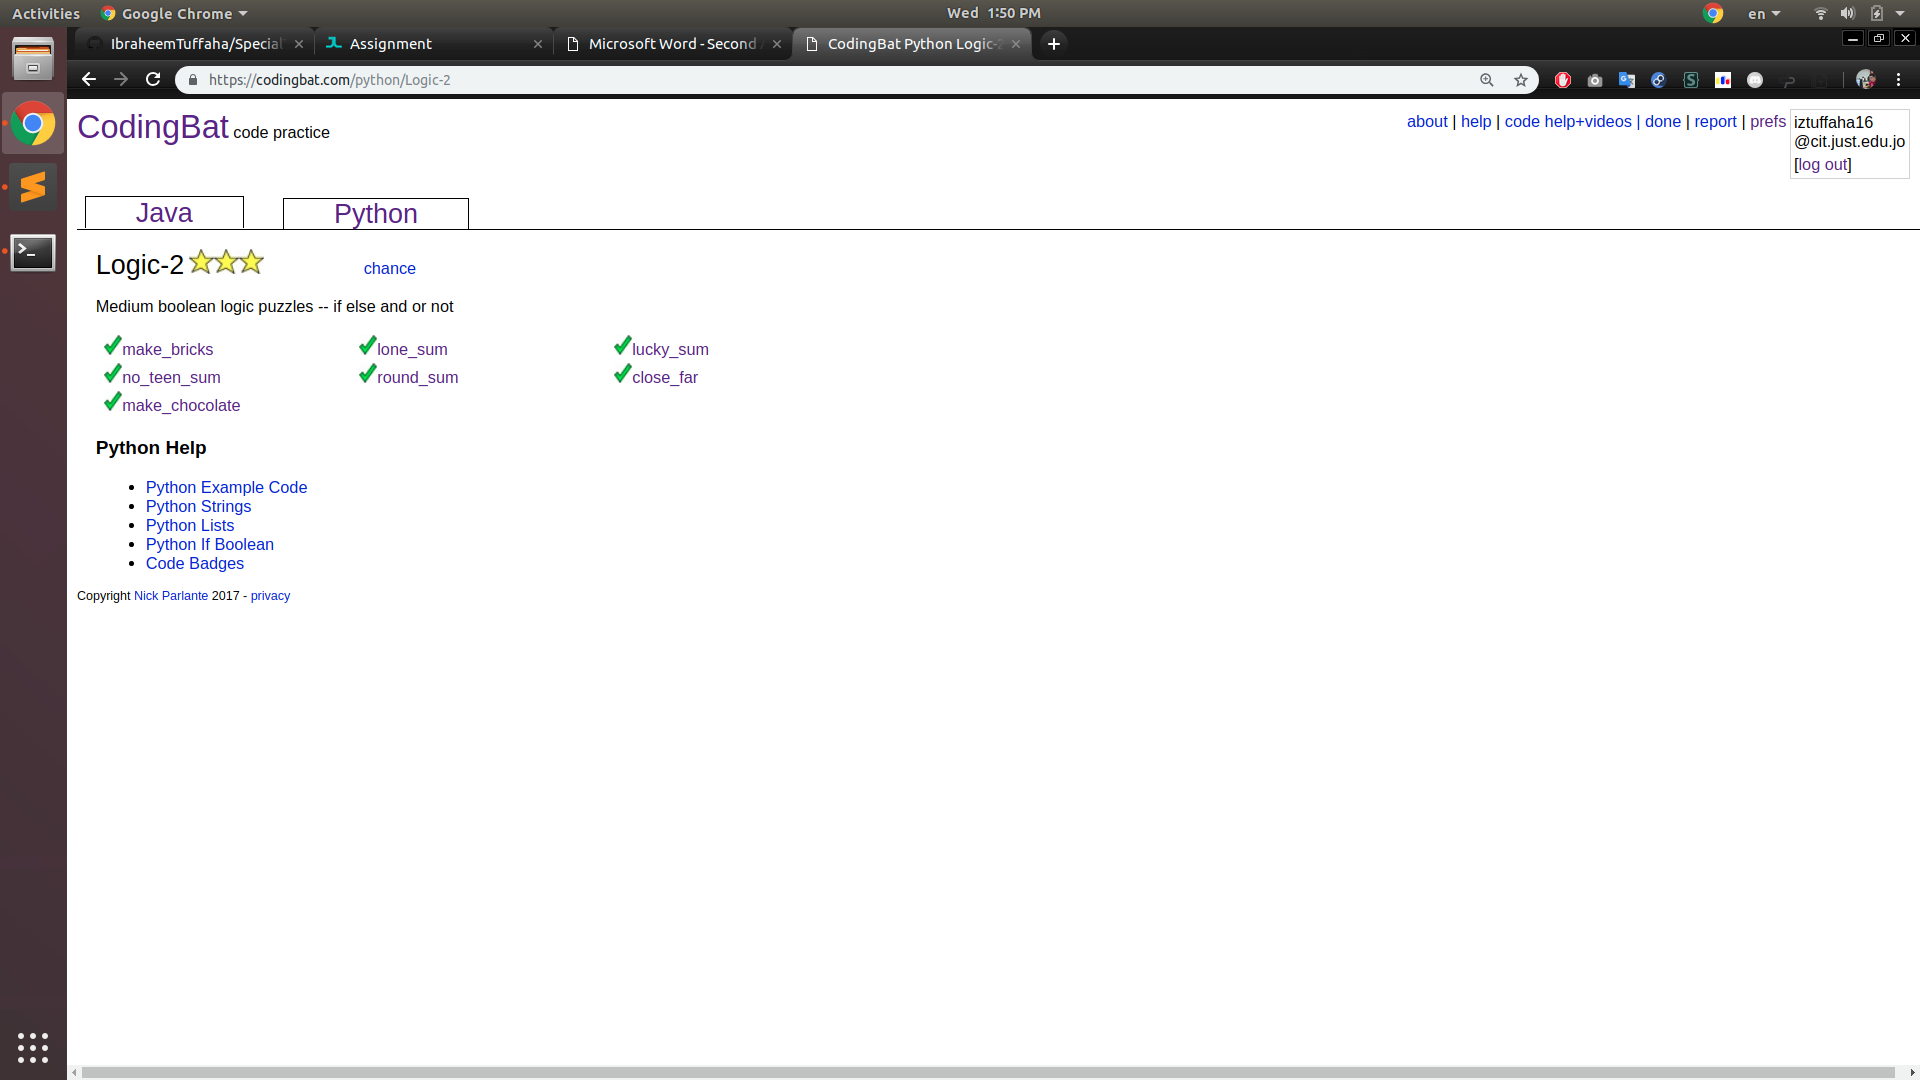 Activities Google Chrome Wed 1:50 PM en
IbraheemTuffaha/Special Assignment Microsoft Word - Second CodingBat Python Logic-2
https://codingbat.com/python/Logic-2
CodingBat code practice
about | help | code help+videos | done | report | prefs
iztuffaha16
@cit.just.edu.jo
[log out]
Java Python
Logic-2 chance
Medium boolean logic puzzles -- if else and or not
make_bricks lone_sum lucky_sum
no_teen_sum round_sum close_far
make_chocolate
Python Help
Python Example Code
Python Strings
Python Lists
Python If Boolean
Code Badges
Copyright Nick Parlante 2017 - privacy